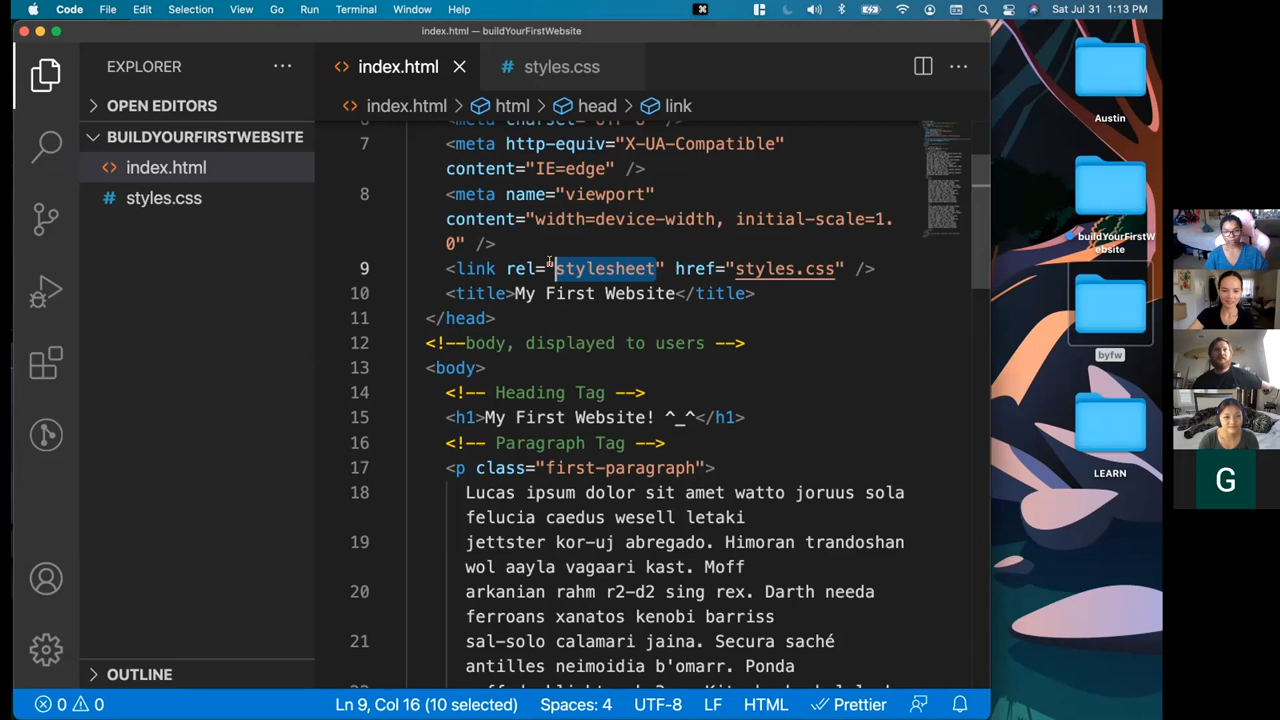 Code File Edit Selection View Go Run Terminal Window Help Sat Jul 31 1:13 PM
index.html — buildYourFirstWebsite
EXPLORER
OPEN EDITORS
BUILDYOURFIRSTWEBSITE
index.html
styles.css
OUTLINE
index.html styles.css
index.html > html > head > link
7 <meta http-equiv="X-UA-Compatible"
content="IE=edge" />
8 <meta name="viewport"
content="width=device-width, initial-scale=1.
0" />
9 <link rel="stylesheet" href="styles.css" />
10 <title>My First Website</title>
11 </head>
12 <!--body, displayed to users -->
13 <body>
14 <!-- Heading Tag -->
15 <h1>My First Website! ^_^</h1>
16 <!-- Paragraph Tag -->
17 <p class="first-paragraph">
18 Lucas ipsum dolor sit amet watto joruus sola
felucia caedus wesell letaki
19 jettster kor-uj abregado. Himoran trandoshan
wol aayla vagaari kast. Moff
20 arkanian rahm r2-d2 sing rex. Darth needa
ferroans xanatos kenobi barriss
21 sal-solo calamari jaina. Secura saché
antilles neimoidia b'omarr. Ponda
0 0 Ln 9, Col 16 (10 selected) Spaces: 4 UTF-8 LF HTML Prettier
Austin
buildYourFirstW
ebsite
byfw
LEARN
G